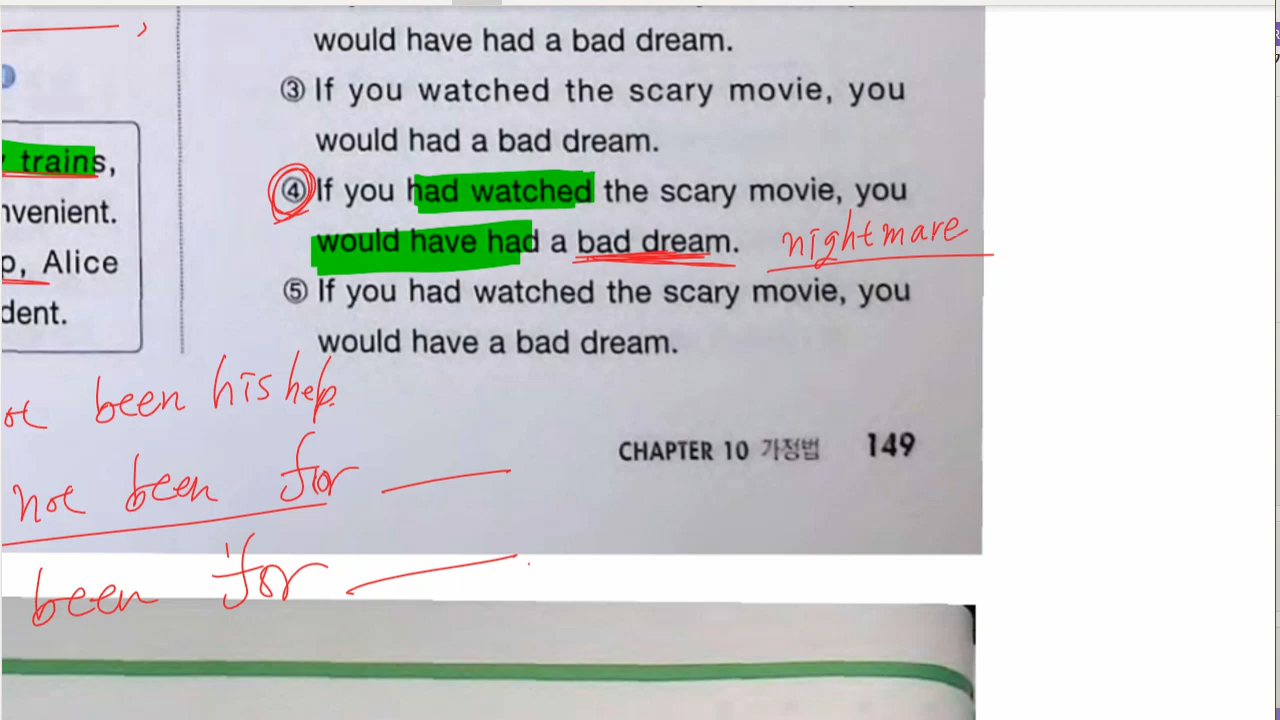 would have had a bad dream.
③ If you watched the scary movie, you
would had a bad dream.
trains,
④ If you had watched the scary movie, you
nvenient.
would have had a bad dream. nightmare
p, Alice
⑤ If you had watched the scary movie, you
dent.
would have a bad dream.
been his help.
CHAPTER 10 가정법 149
not been for
been for